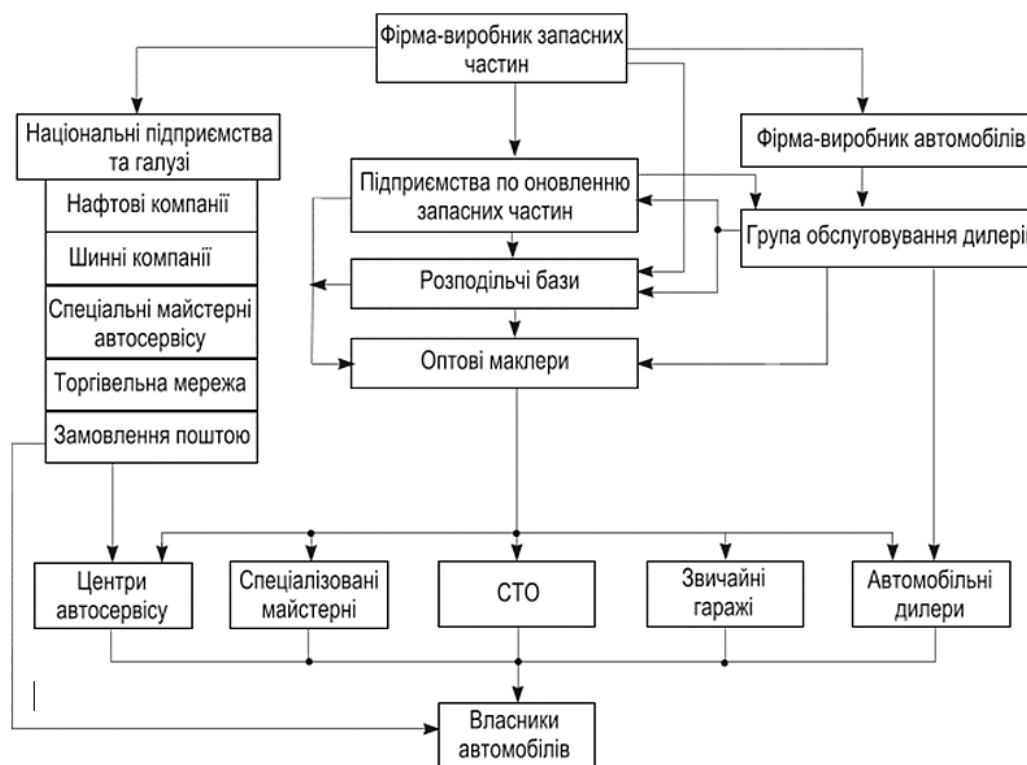 Фірма-виробник запасних
частин
Національні підприємства
та галузі
Фірма-виробник автомобілів
Нафтові компанії
Підприємства по оновленню
запасних частин
Група обслуговування дилерів
Шинні компанії
Розподільчі бази
Спеціальні майстерні
автосервісу
Оптові маклери
Торгівельна мережа
Замовлення поштою
Центри
автосервісу
Спеціалізовані
майстерні
СТО
Звичайні
гаражі
Автомобільні
дилери
Власники
автомобілів